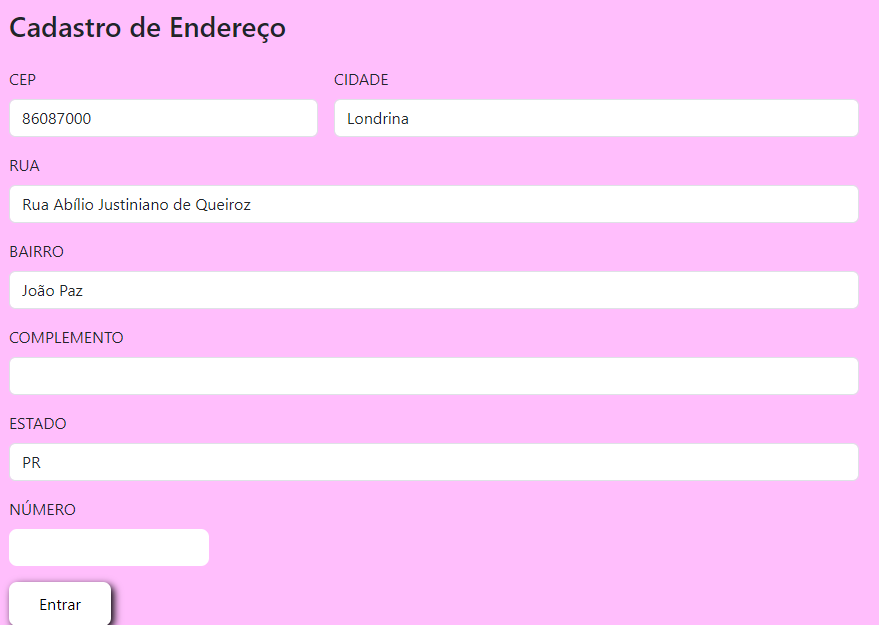 Cadastro de Endereço
CEP
CIDADE
86087000
Londrina
RUA
Rua Abílio Justiniano de Queiroz
BAIRRO
João Paz
COMPLEMENTO
ESTADO
PR
NÚMERO
Entrar